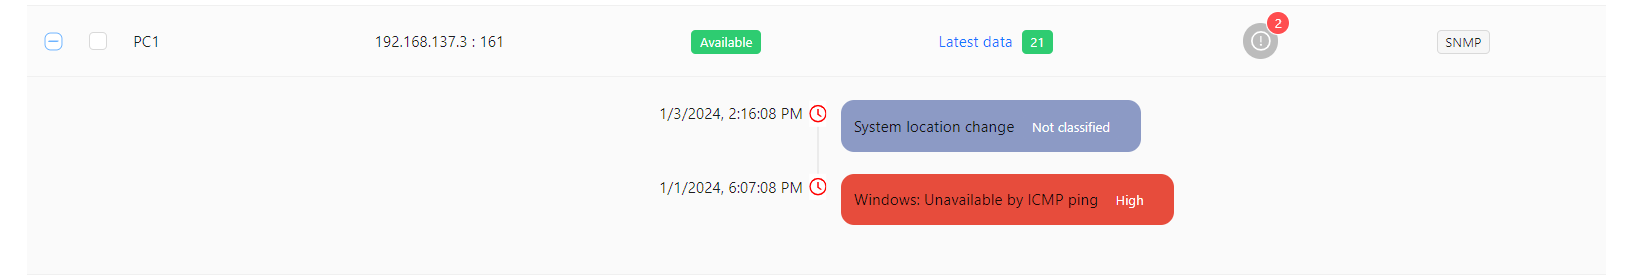 PC1 192.168.137.3 : 161 Available Latest data 21 2 SNMP
1/3/2024, 2:16:08 PM System location change Not classified
1/1/2024, 6:07:08 PM Windows: Unavailable by ICMP ping High